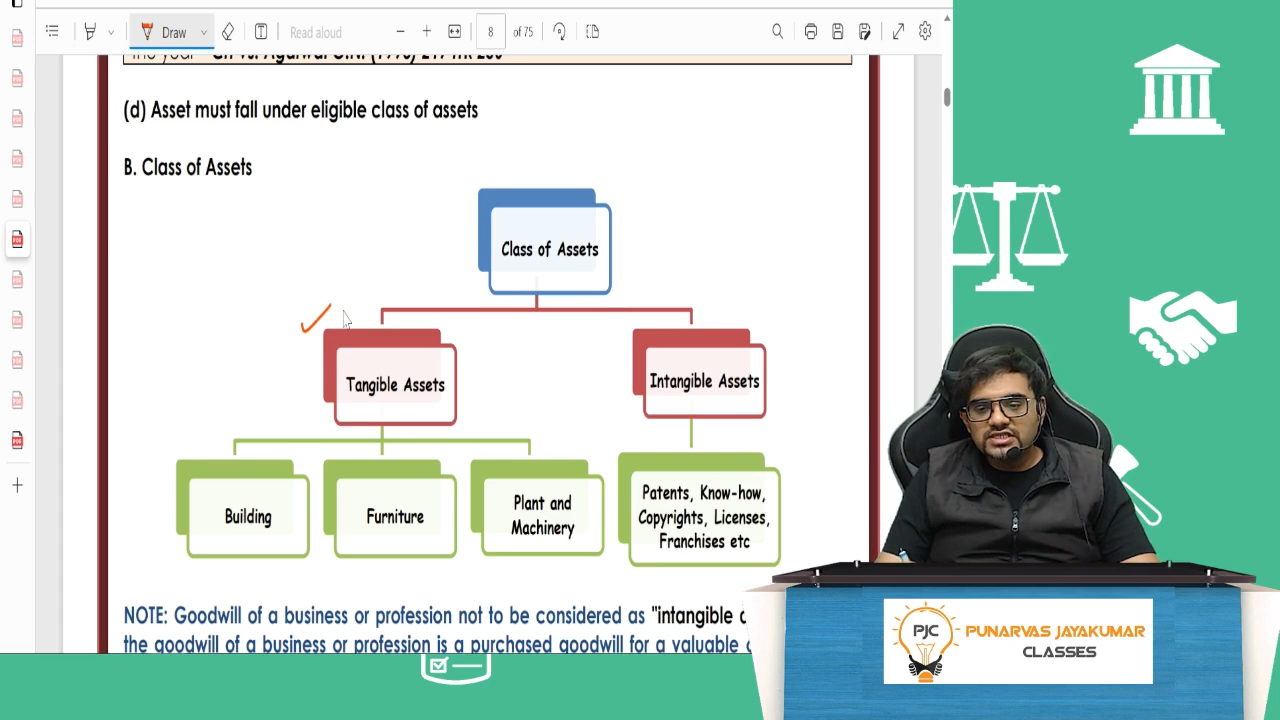 Draw
Read aloud
8
of 75
(d) Asset must fall under eligible class of assets
B. Class of Assets
Class of Assets
Tangible Assets
Intangible Assets
Building
Furniture
Plant and
Machinery
Patents, Know-how,
Copyrights, Licenses,
Franchises etc
NOTE: Goodwill of a business or profession not to be considered as "intangible
the goodwill of a business or profession is a purchased goodwill for a valuable
PJC
PUNARVAS JAYAKUMAR
CLASSES